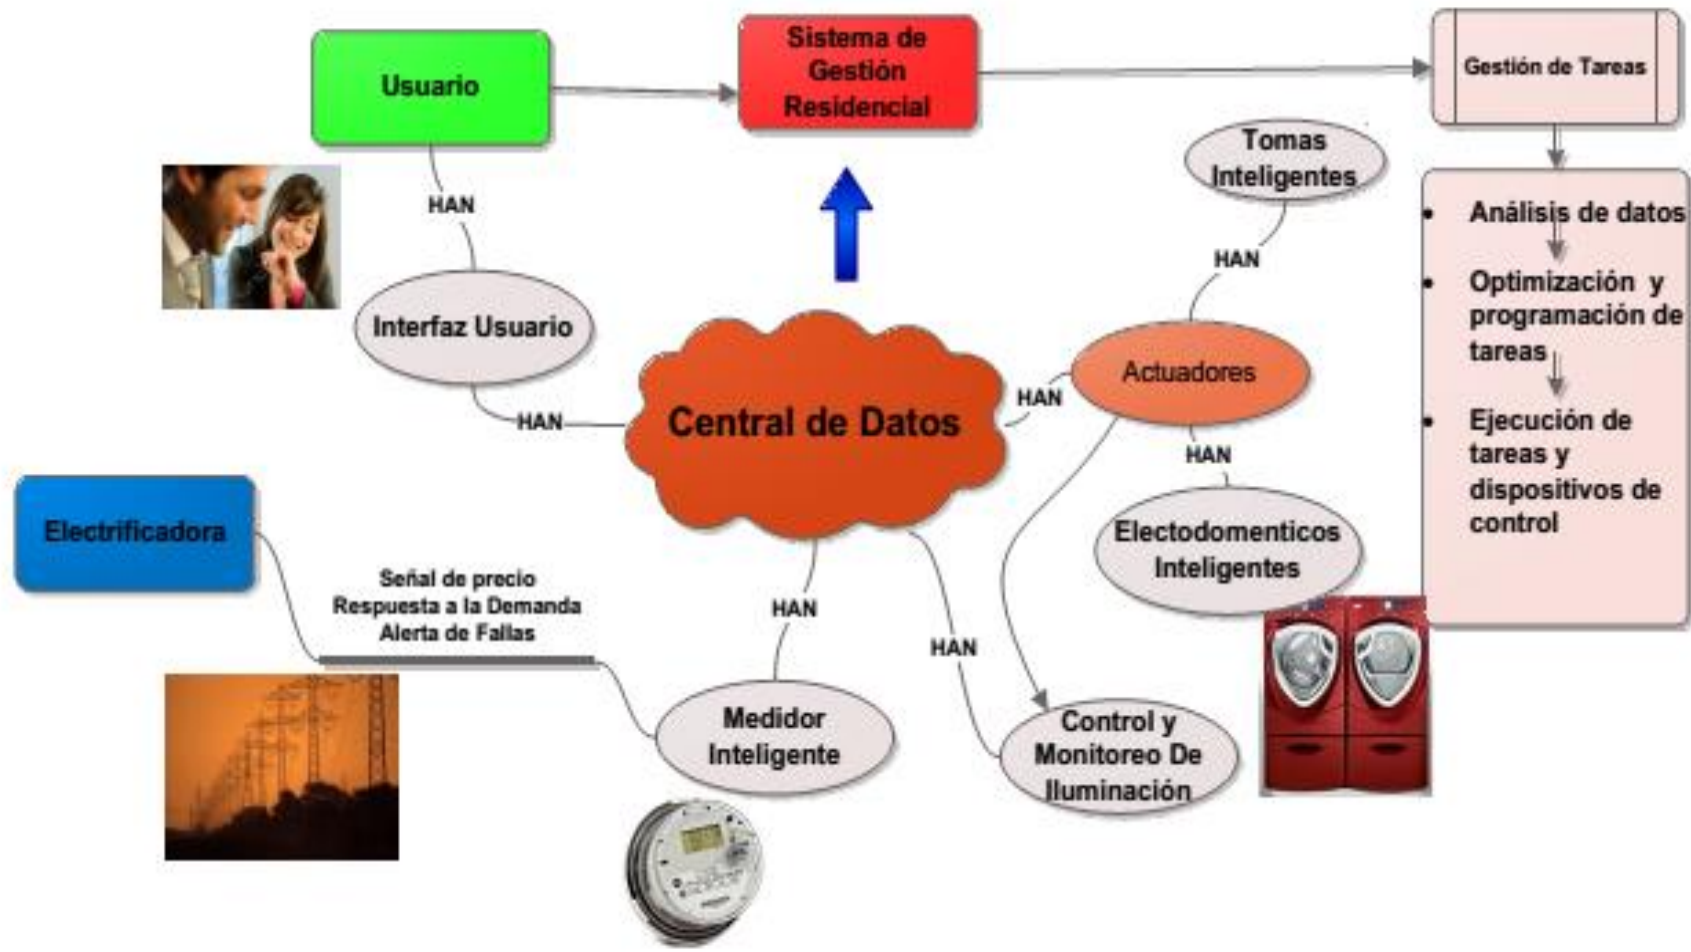 Usuario
Sistema de
Gestión
Residencial
Gestión de Tareas
Tomas
Inteligentes
HAN
HAN
Interfaz Usuario
HAN
Central de Datos
HAN
Actuadores
HAN
Electodomenticos
Inteligentes
• Análisis de datos
• Optimización y
programación de
tareas
• Ejecución de
tareas y
dispositivos de
control
Electrificadora
Señal de precio
Respuesta a la Demanda
Alerta de Fallas
HAN
HAN
Medidor
Inteligente
Control y
Monitoreo De
Iluminación